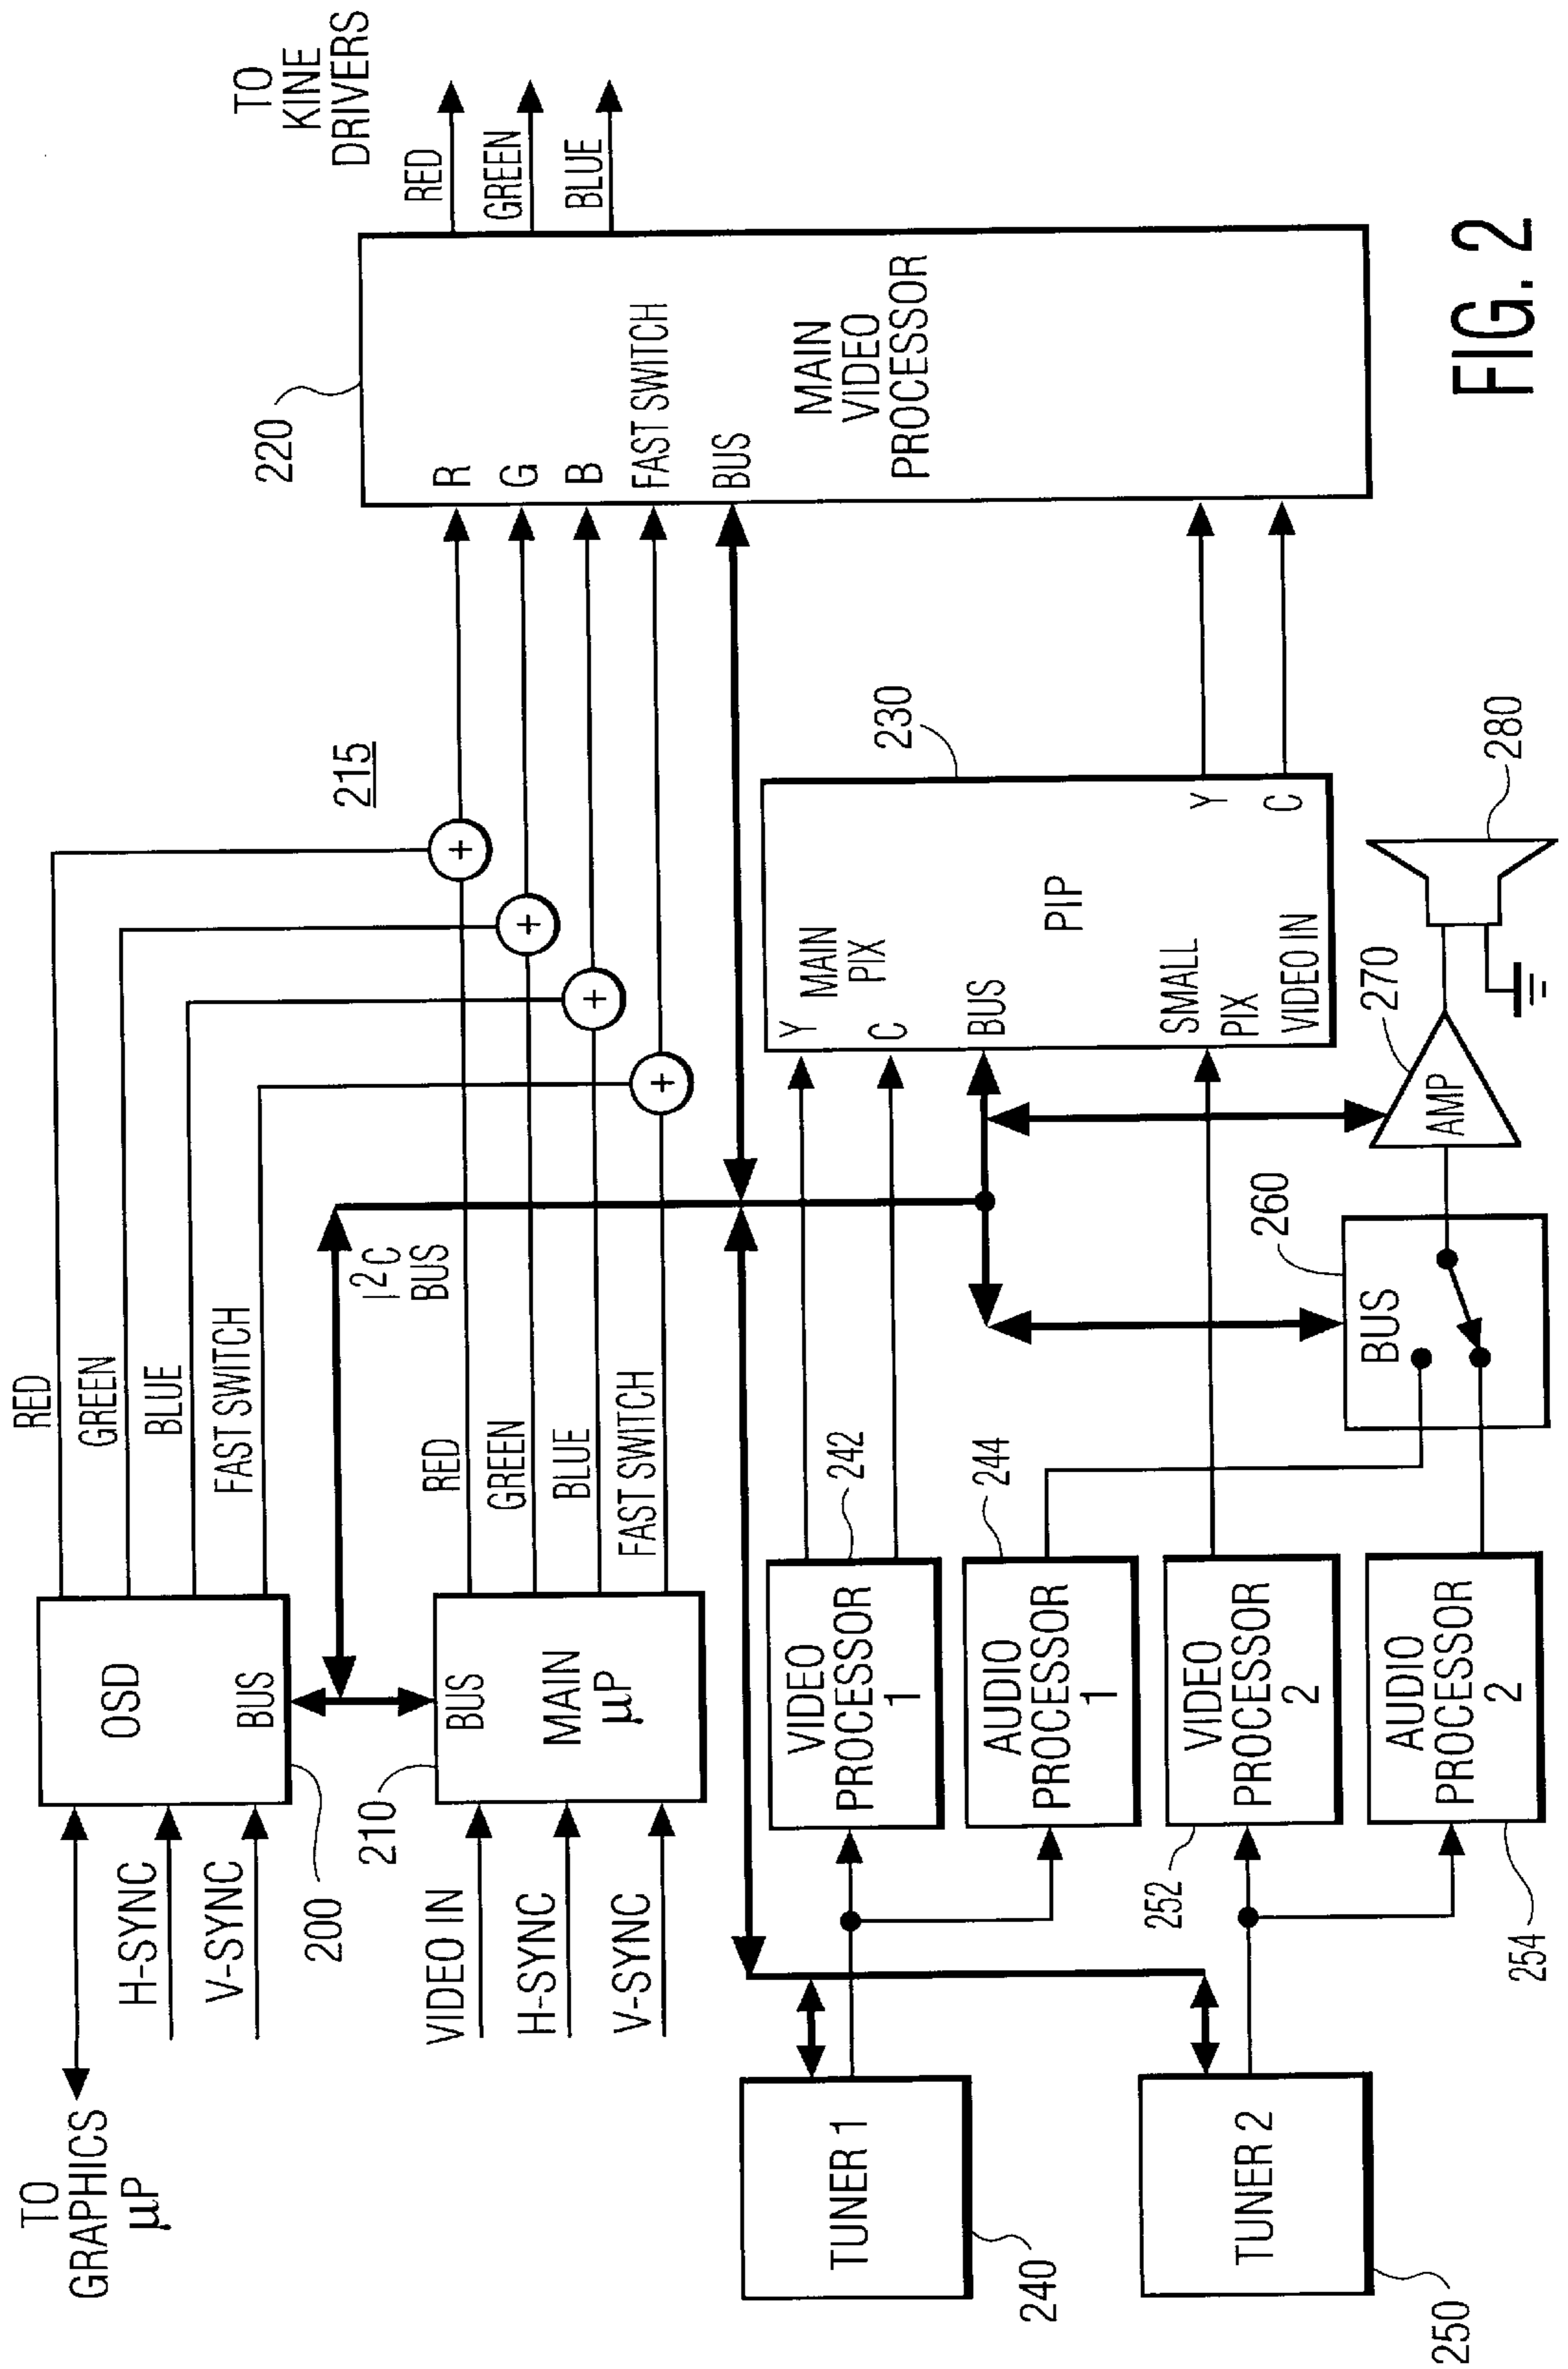 TO
GRAPHICS
μP
H-SYNC
V-SYNC
200
OSD
BUS
RED
GREEN
BLUE
FAST SWITCH
215
TO
KINE
DRIVERS
RED
GREEN
BLUE
220
R
G
B
FAST SWITCH
BUS
MAIN
VIDEO
PROCESSOR
I2C
BUS
VIDEO IN
H-SYNC
V-SYNC
210
BUS
MAIN
μP
RED
GREEN
BLUE
FAST SWITCH
TUNER 1
240
TUNER 2
250
VIDEO
PROCESSOR
1
242
AUDIO
PROCESSOR
1
244
VIDEO
PROCESSOR
2
252
AUDIO
PROCESSOR
2
254
230
Y
MAIN
PIX
C
BUS
PIP
SMALL
PIX
VIDEO IN
Y
C
260
BUS
270
AMP
280
FIG. 2